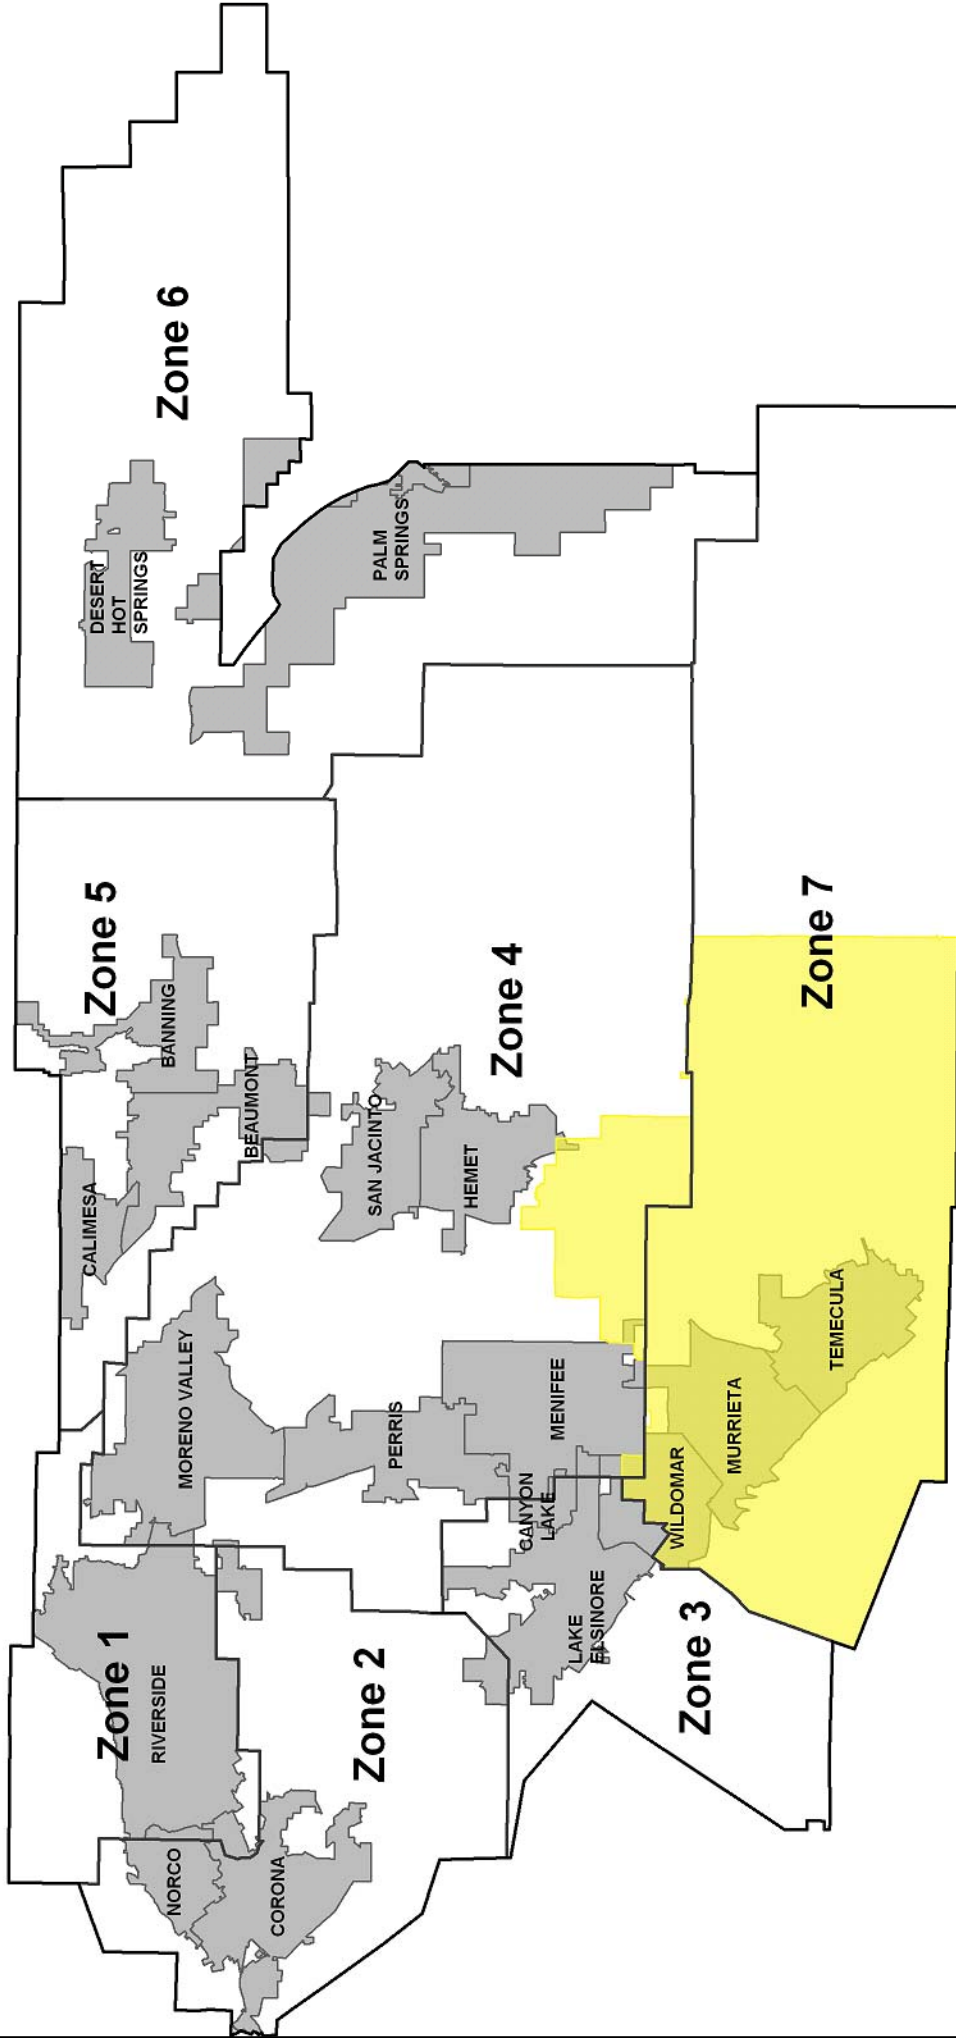 Zone 1
RIVERSIDE
NORCO
CORONA
Zone 2
Zone 3
LAKE
ELSINORE
CANYON
LAKE
WILDOMAR
MURRIETA
TEMECULA
MENIFEE
PERRIS
MORENO VALLEY
CALIMESA
BEAUMONT
BANNING
Zone 5
SAN JACINTO
HEMET
Zone 4
Zone 7
DESERT
HOT
SPRINGS
PALM
SPRINGS
Zone 6